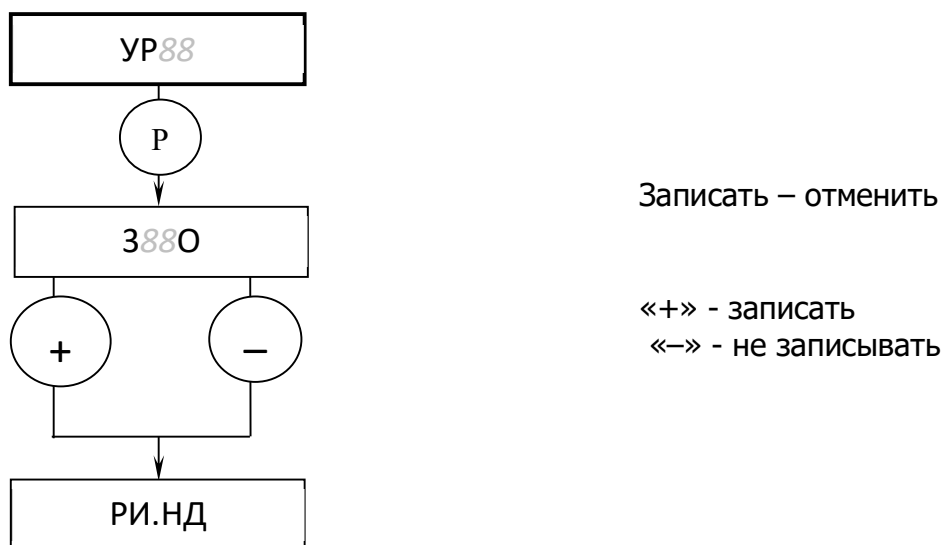 УР88
Р
З88О
Записать – отменить
+
–
«+» - записать
«–» - не записывать
РИ.НД